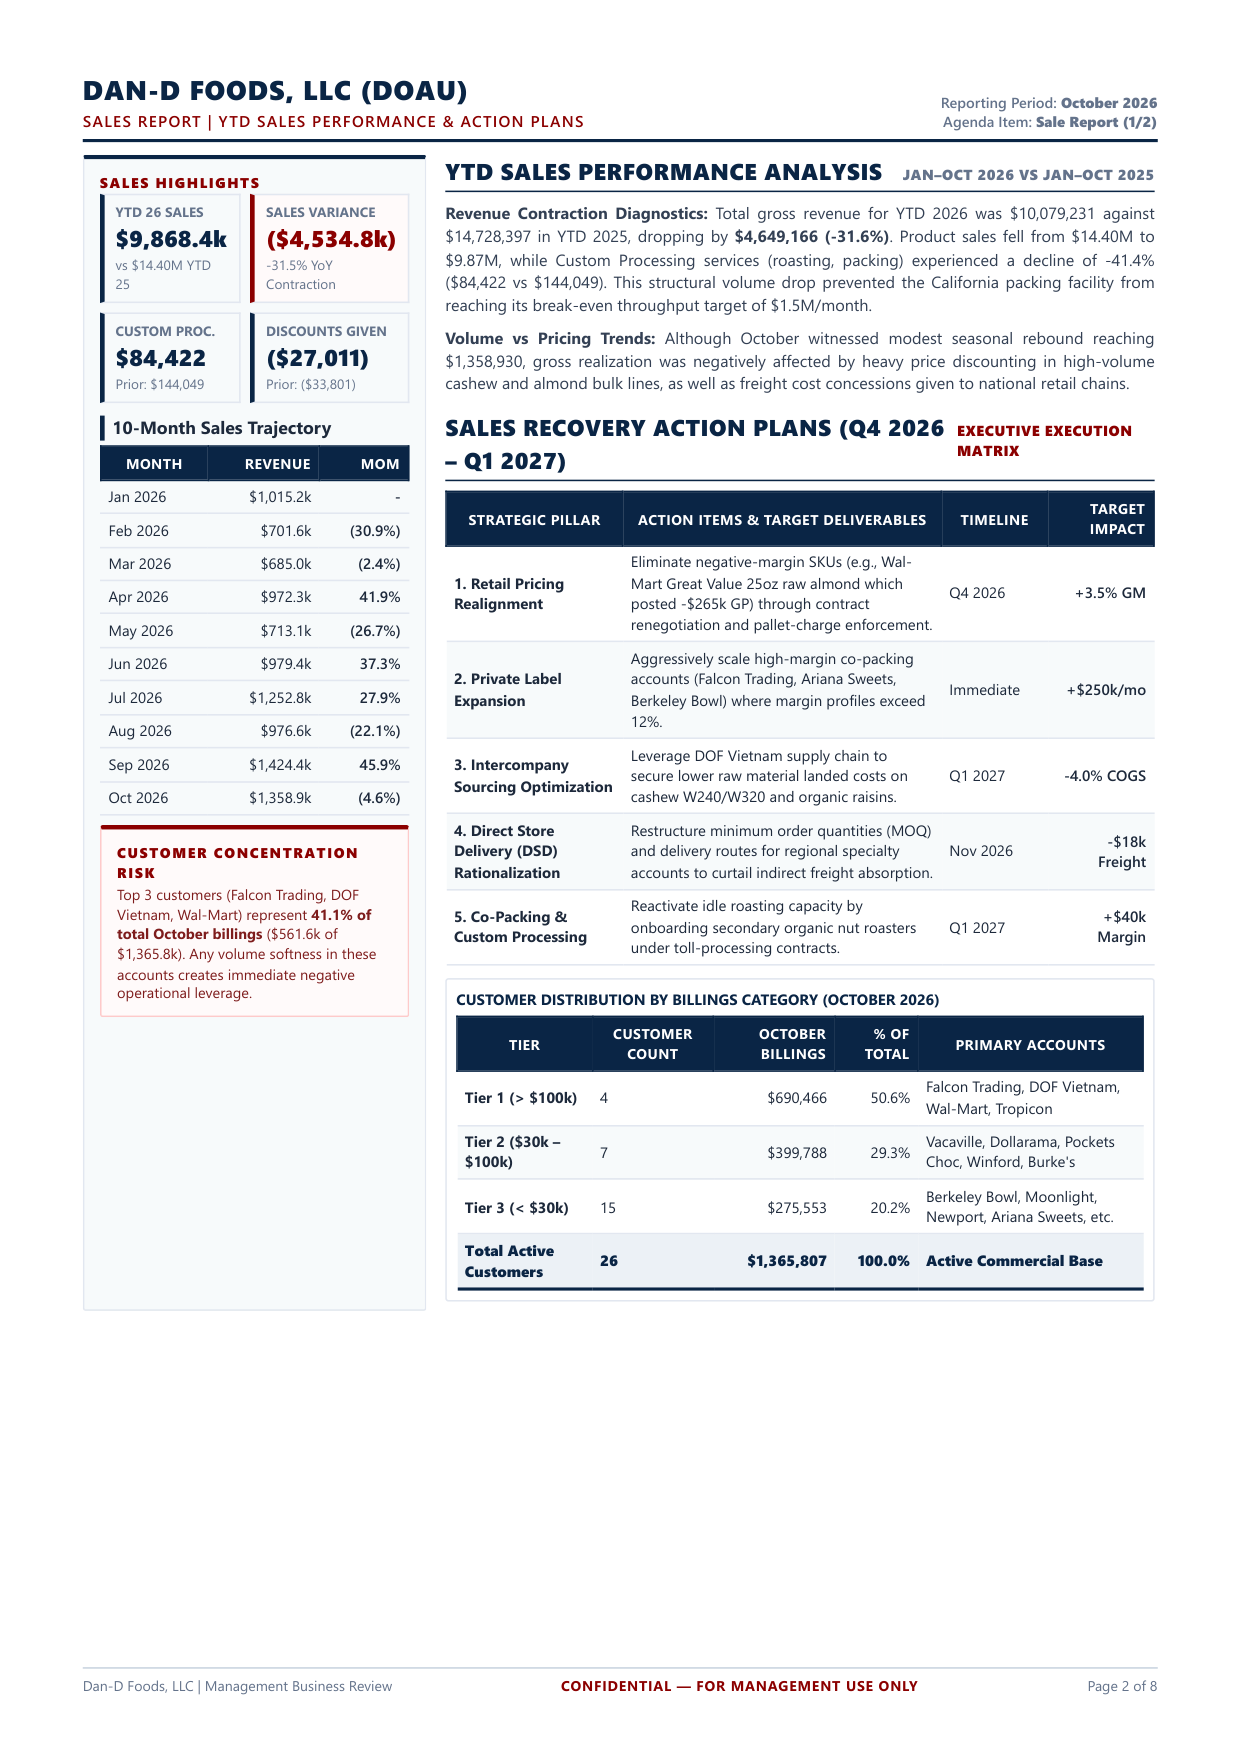 DAN-D FOODS, LLC (DOAU)
SALES REPORT | YTD SALES PERFORMANCE & ACTION PLANS
Reporting Period: October 2026
Agenda Item: Sale Report (1/2)
SALES HIGHLIGHTS
YTD 26 SALES
$9,868.4k
vs $14.40M YTD
25
SALES VARIANCE
($4,534.8k)
-31.5% YoY
Contraction
CUSTOM PROC.
$84,422
Prior: $144,049
DISCOUNTS GIVEN
($27,011)
Prior: ($33,801)
10-Month Sales Trajectory
MONTH REVENUE MOM
Jan 2026 $1,015.2k -
Feb 2026 $701.6k (30.9%)
Mar 2026 $685.0k (2.4%)
Apr 2026 $972.3k 41.9%
May 2026 $713.1k (26.7%)
Jun 2026 $979.4k 37.3%
Jul 2026 $1,252.8k 27.9%
Aug 2026 $976.6k (22.1%)
Sep 2026 $1,424.4k 45.9%
Oct 2026 $1,358.9k (4.6%)
CUSTOMER CONCENTRATION
RISK
Top 3 customers (Falcon Trading, DOF
Vietnam, Wal-Mart) represent 41.1% of
total October billings ($561.6k of
$1,365.8k). Any volume softness in these
accounts creates immediate negative
operational leverage.
YTD SALES PERFORMANCE ANALYSIS JAN–OCT 2026 VS JAN–OCT 2025
Revenue Contraction Diagnostics: Total gross revenue for YTD 2026 was $10,079,231 against
$14,728,397 in YTD 2025, dropping by $4,649,166 (-31.6%). Product sales fell from $14.40M to
$9.87M, while Custom Processing services (roasting, packing) experienced a decline of -41.4%
($84,422 vs $144,049). This structural volume drop prevented the California packing facility from
reaching its break-even throughput target of $1.5M/month.
Volume vs Pricing Trends: Although October witnessed modest seasonal rebound reaching
$1,358,930, gross realization was negatively affected by heavy price discounting in high-volume
cashew and almond bulk lines, as well as freight cost concessions given to national retail chains.
SALES RECOVERY ACTION PLANS (Q4 2026
– Q1 2027)
EXECUTIVE EXECUTION
MATRIX
STRATEGIC PILLAR ACTION ITEMS & TARGET DELIVERABLES TIMELINE TARGET
IMPACT
1. Retail Pricing
Realignment
Eliminate negative-margin SKUs (e.g., Wal-
Mart Great Value 25oz raw almond which
posted -$265k GP) through contract
renegotiation and pallet-charge enforcement.
Q4 2026
+3.5% GM
2. Private Label
Expansion
Aggressively scale high-margin co-packing
accounts (Falcon Trading, Ariana Sweets,
Berkeley Bowl) where margin profiles exceed
12%.
Immediate
+$250k/mo
3. Intercompany
Sourcing Optimization
Leverage DOF Vietnam supply chain to
secure lower raw material landed costs on
cashew W240/W320 and organic raisins.
Q1 2027
-4.0% COGS
4. Direct Store
Delivery (DSD)
Rationalization
Restructure minimum order quantities (MOQ)
and delivery routes for regional specialty
accounts to curtail indirect freight absorption.
Nov 2026
-$18k
Freight
5. Co-Packing &
Custom Processing
Reactivate idle roasting capacity by
onboarding secondary organic nut roasters
under toll-processing contracts.
Q1 2027
+$40k
Margin
CUSTOMER DISTRIBUTION BY BILLINGS CATEGORY (OCTOBER 2026)
TIER
CUSTOMER
COUNT
OCTOBER
BILLINGS
% OF
TOTAL
PRIMARY ACCOUNTS
Tier 1 (> $100k) 4 $690,466 50.6%
Falcon Trading, DOF Vietnam,
Wal-Mart, Tropicon
Tier 2 ($30k –
$100k)
7 $399,788 29.3%
Vacaville, Dollarama, Pockets
Choc, Winford, Burke's
Tier 3 (< $30k) 15 $275,553 20.2%
Berkeley Bowl, Moonlight,
Newport, Ariana Sweets, etc.
Total Active
Customers
26 $1,365,807 100.0% Active Commercial Base
Dan-D Foods, LLC | Management Business Review
CONFIDENTIAL — FOR MANAGEMENT USE ONLY
Page 2 of 8